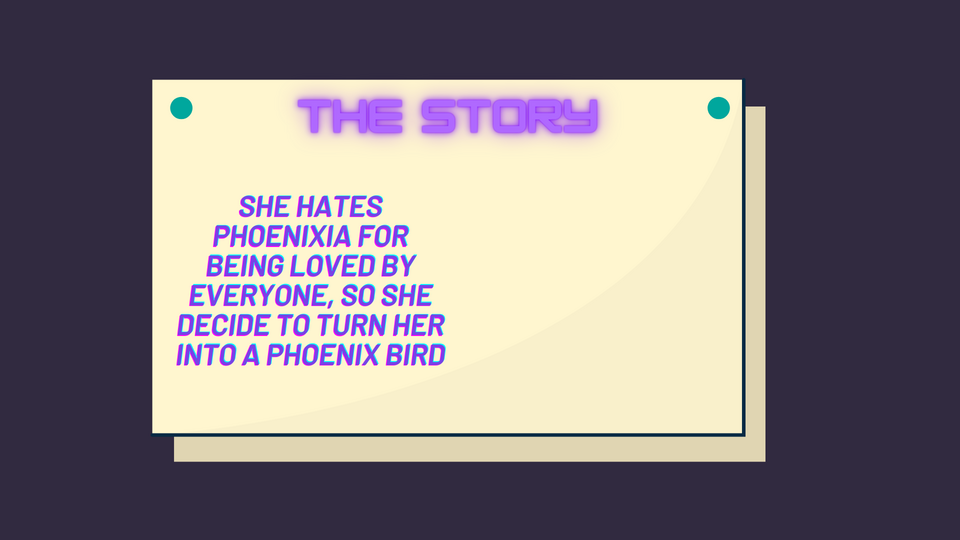 THE STORY
SHE HATES
PHOENIXIA FOR
BEING LOVED BY
EVERYONE, SO SHE
DECIDE TO TURN HER
INTO A PHOENIX BIRD